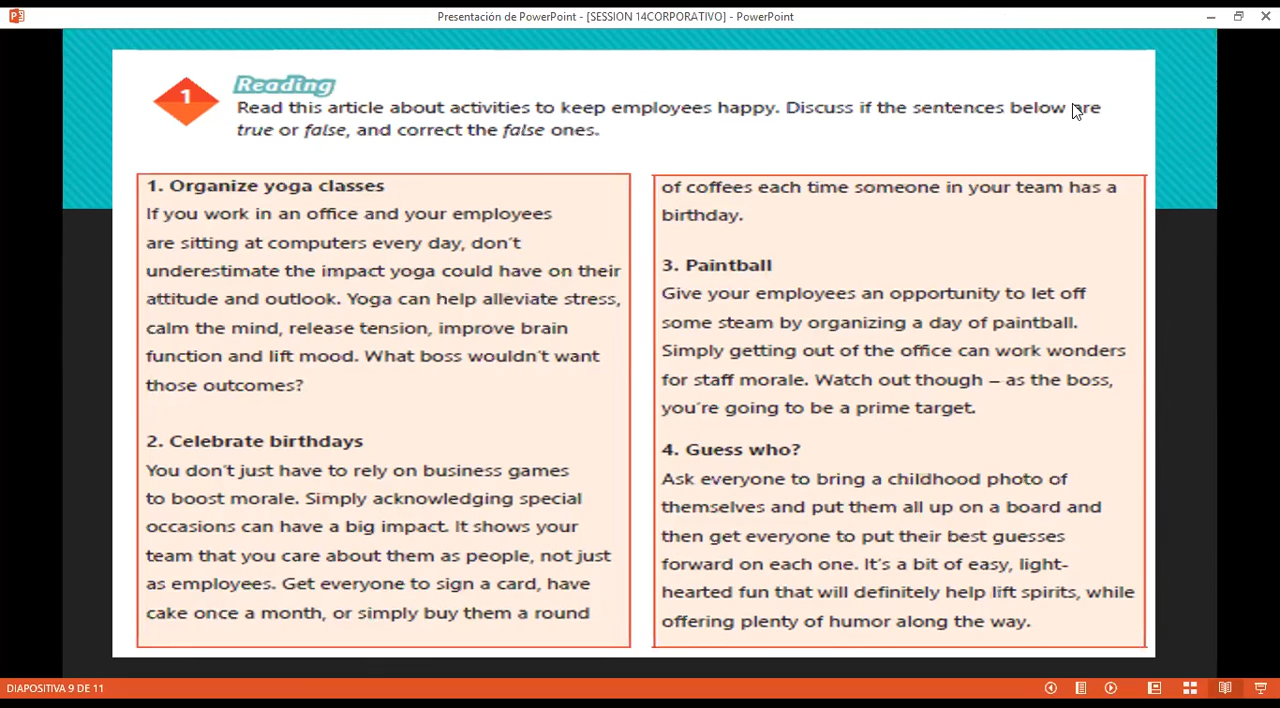 Presentación de PowerPoint - [SESSION 14CORPORATIVO] - PowerPoint
1
Reading
Read this article about activities to keep employees happy. Discuss if the sentences below are
true or false, and correct the false ones.
1. Organize yoga classes
If you work in an office and your employees
are sitting at computers every day, don´t
underestimate the impact yoga could have on their
attitude and outlook. Yoga can help alleviate stress,
calm the mind, release tension, improve brain
function and lift mood. What boss wouldn´t want
those outcomes?
2. Celebrate birthdays
You don´t just have to rely on business games
to boost morale. Simply acknowledging special
occasions can have a big impact. It shows your
team that you care about them as people, not just
as employees. Get everyone to sign a card, have
cake once a month, or simply buy them a round
of coffees each time someone in your team has a
birthday.
3. Paintball
Give your employees an opportunity to let off
some steam by organizing a day of paintball.
Simply getting out of the office can work wonders
for staff morale. Watch out though – as the boss,
you´re going to be a prime target.
4. Guess who?
Ask everyone to bring a childhood photo of
themselves and put them all up on a board and
then get everyone to put their best guesses
forward on each one. It´s a bit of easy, light-
hearted fun that will definitely help lift spirits, while
offering plenty of humor along the way.
DIAPOSITIVA 9 DE 11